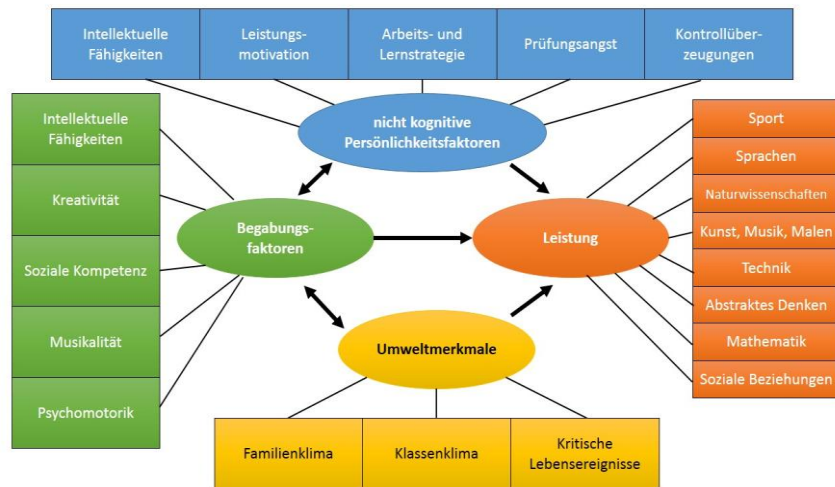 Intellektuelle
Fähigkeiten
Leistungs-
motivation
Arbeits- und
Lernstrategie
Prüfungsangst
Kontrollüber-
zeugungen
nicht kognitive
Persönlichkeitsfaktoren
Intellektuelle
Fähigkeiten
Kreativität
Soziale Kompetenz
Musikalität
Psychomotorik
Begabungs-
faktoren
Leistung
Sport
Sprachen
Naturwissenschaften
Kunst, Musik, Malen
Technik
Abstraktes Denken
Mathematik
Soziale Beziehungen
Umweltmerkmale
Familienklima
Klassenklima
Kritische
Lebensereignisse